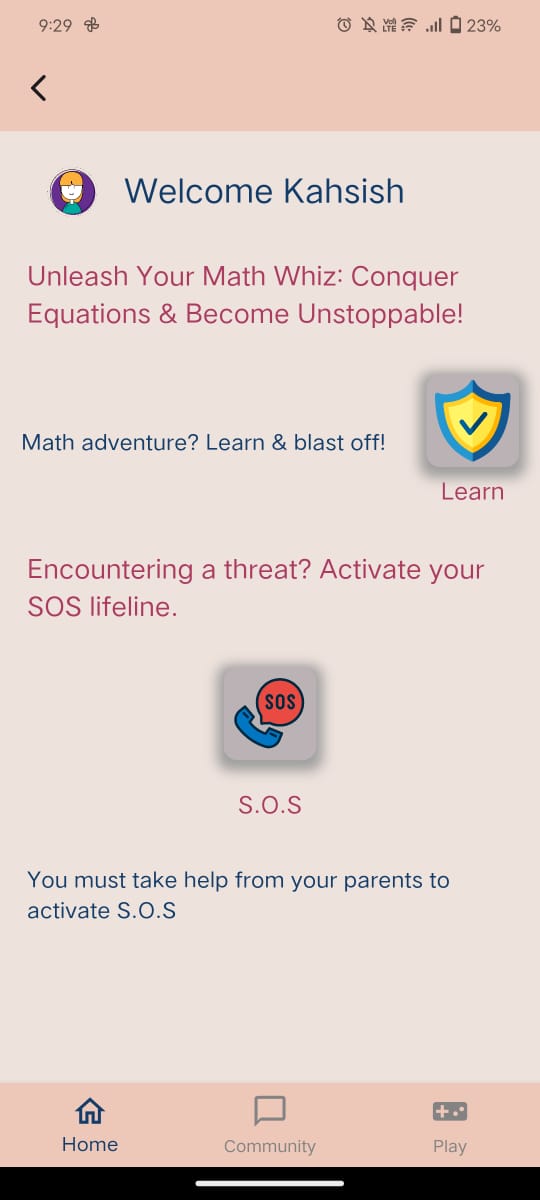 9:29
Vol LTE
23%
Welcome Kahsish
Unleash Your Math Whiz: Conquer
Equations & Become Unstoppable!
Math adventure? Learn & blast off!
Learn
Encountering a threat? Activate your
SOS lifeline.
SOS
S.O.S
You must take help from your parents to
activate S.O.S
Home
Community
Play